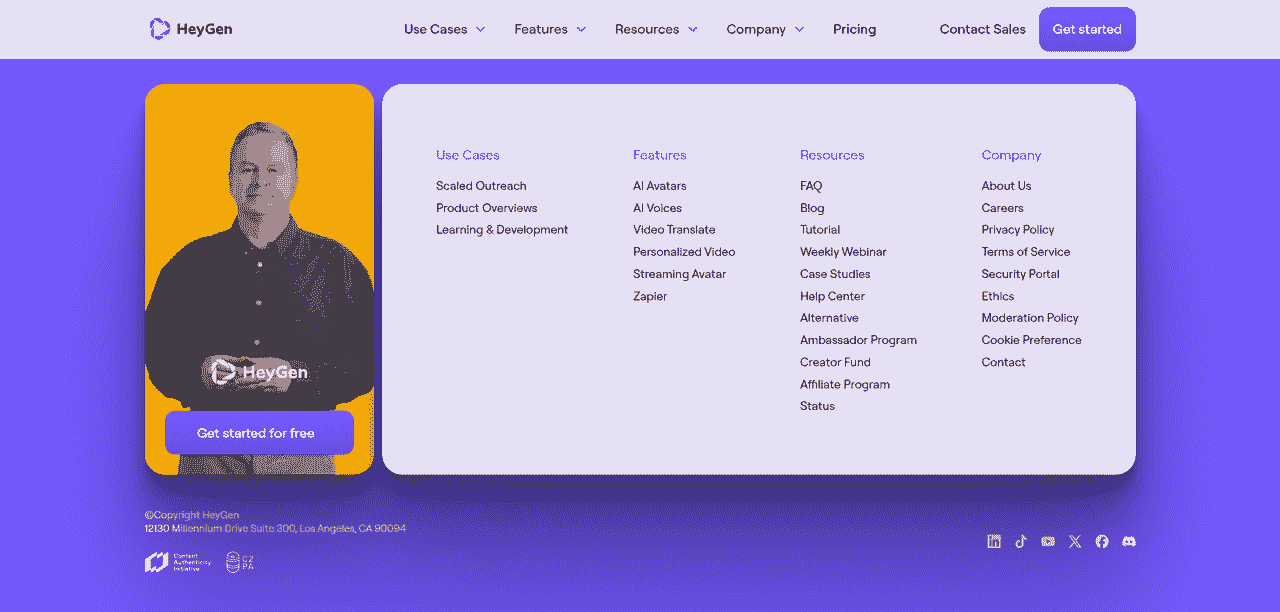 HeyGen
Use Cases
Features
Resources
Company
Pricing
Contact Sales
Get started
HeyGen
Get started for free
Use Cases
Scaled Outreach
Product Overviews
Learning & Development
Features
AI Avatars
AI Voices
Video Translate
Personalized Video
Streaming Avatar
Zapier
Resources
FAQ
Blog
Tutorial
Weekly Webinar
Case Studies
Help Center
Alternative
Ambassador Program
Creator Fund
Affiliate Program
Status
Company
About Us
Careers
Privacy Policy
Terms of Service
Security Portal
Ethics
Moderation Policy
Cookie Preference
Contact
©Copyright HeyGen
12130 Millennium Drive Suite 300, Los Angeles, CA 90094
Content
Authenticity
Initiative
C2
PA